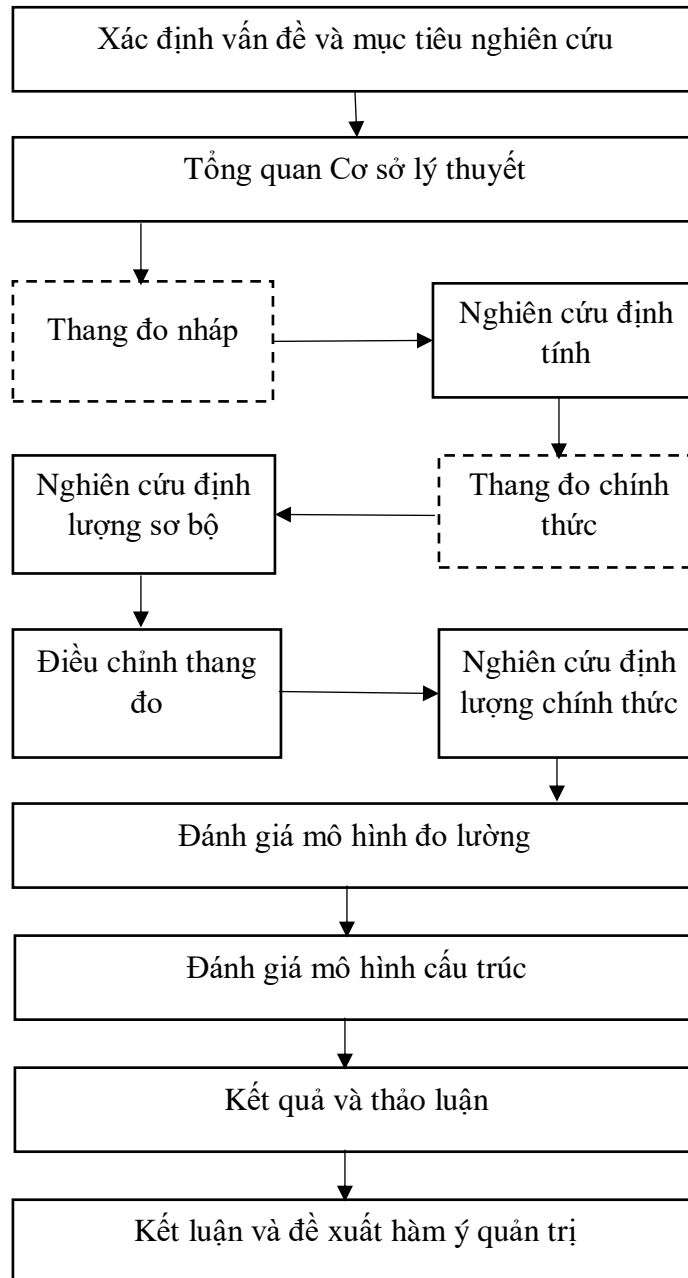 Xác định vấn đề và mục tiêu nghiên cứu
Tổng quan Cơ sở lý thuyết
Thang đo nháp
Nghiên cứu định
tính
Nghiên cứu định
lượng sơ bộ
Thang đo chính
thức
Điều chỉnh thang
đo
Nghiên cứu định
lượng chính thức
Đánh giá mô hình đo lường
Đánh giá mô hình cấu trúc
Kết quả và thảo luận
Kết luận và đề xuất hàm ý quản trị